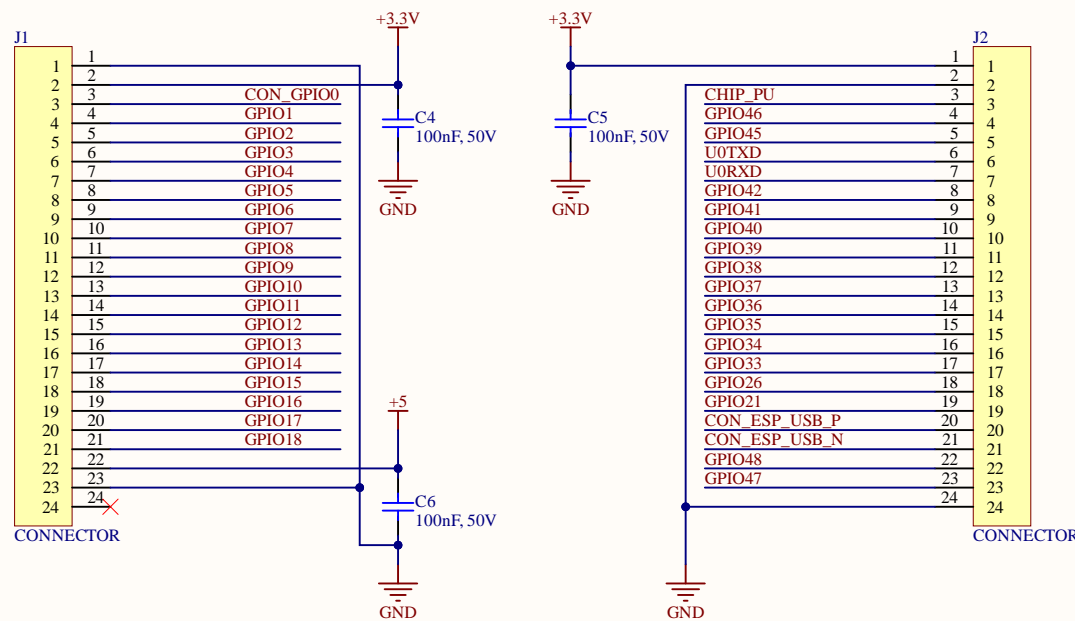 +3.3V
+3.3V
J1
J2
1 1
2 2
3 3 CON_GPIO0
4 4 GPIO1
5 5 GPIO2
6 6 GPIO3
7 7 GPIO4
8 8 GPIO5
9 9 GPIO6
10 10 GPIO7
11 11 GPIO8
12 12 GPIO9
13 13 GPIO10
14 14 GPIO11
15 15 GPIO12
16 16 GPIO13
17 17 GPIO14
18 18 GPIO15
19 19 GPIO16
20 20 GPIO17
21 21 GPIO18
22 22
23 23
24 24
CONNECTOR
C4
100nF, 50V
GND
+5
C6
100nF, 50V
GND
C5
100nF, 50V
GND
1 1
2 2
CHIP_PU 3 3
GPIO46 4 4
GPIO45 5 5
U0TXD 6 6
U0RXD 7 7
GPIO42 8 8
GPIO41 9 9
GPIO40 10 10
GPIO39 11 11
GPIO38 12 12
GPIO37 13 13
GPIO36 14 14
GPIO35 15 15
GPIO34 16 16
GPIO33 17 17
GPIO26 18 18
GPIO21 19 19
CON_ESP_USB_P 20 20
CON_ESP_USB_N 21 21
GPIO48 22 22
GPIO47 23 23
24 24
CONNECTOR
GND